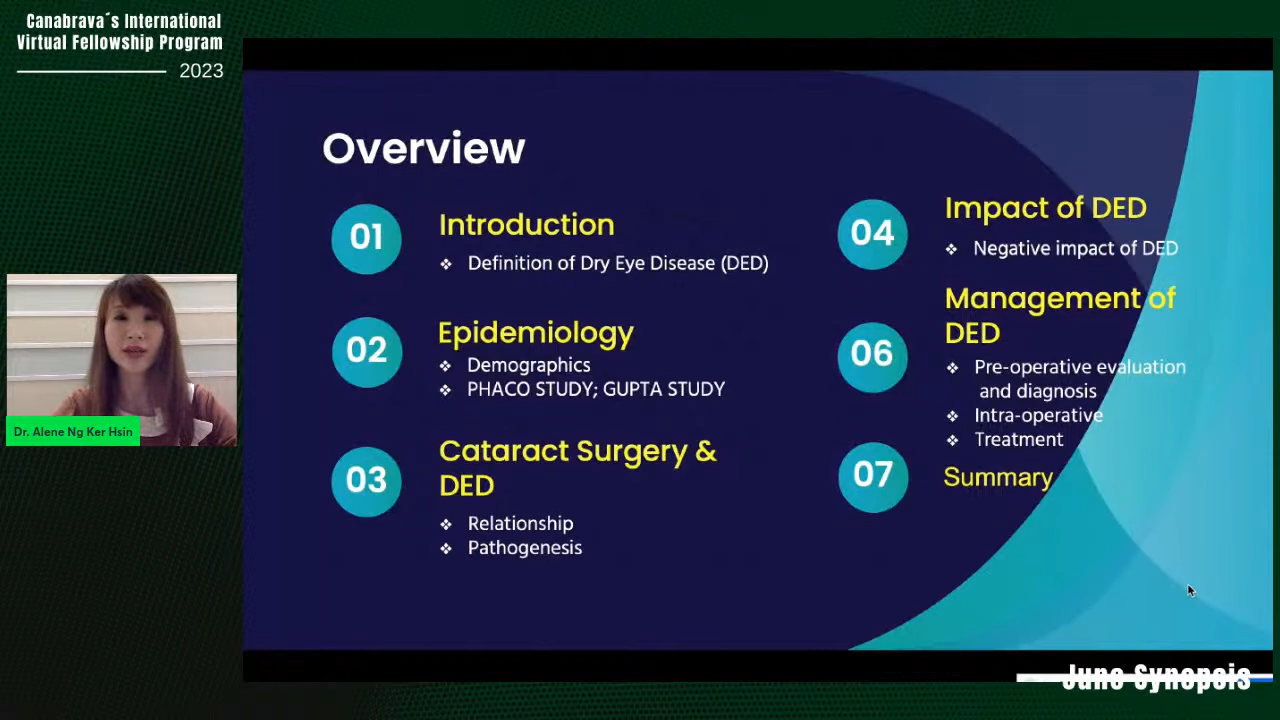 Canabrava´s International
Virtual Fellowship Program
2023
Dr. Alene Ng Ker Hsin
Overview
01
Introduction
❖ Definition of Dry Eye Disease (DED)
02
Epidemiology
❖ Demographics
❖ PHACO STUDY; GUPTA STUDY
03
Cataract Surgery &
DED
❖ Relationship
❖ Pathogenesis
04
Impact of DED
❖ Negative impact of DED
06
Management of
DED
❖ Pre-operative evaluation
and diagnosis
❖ Intra-operative
❖ Treatment
07
Summary
June Synopsis